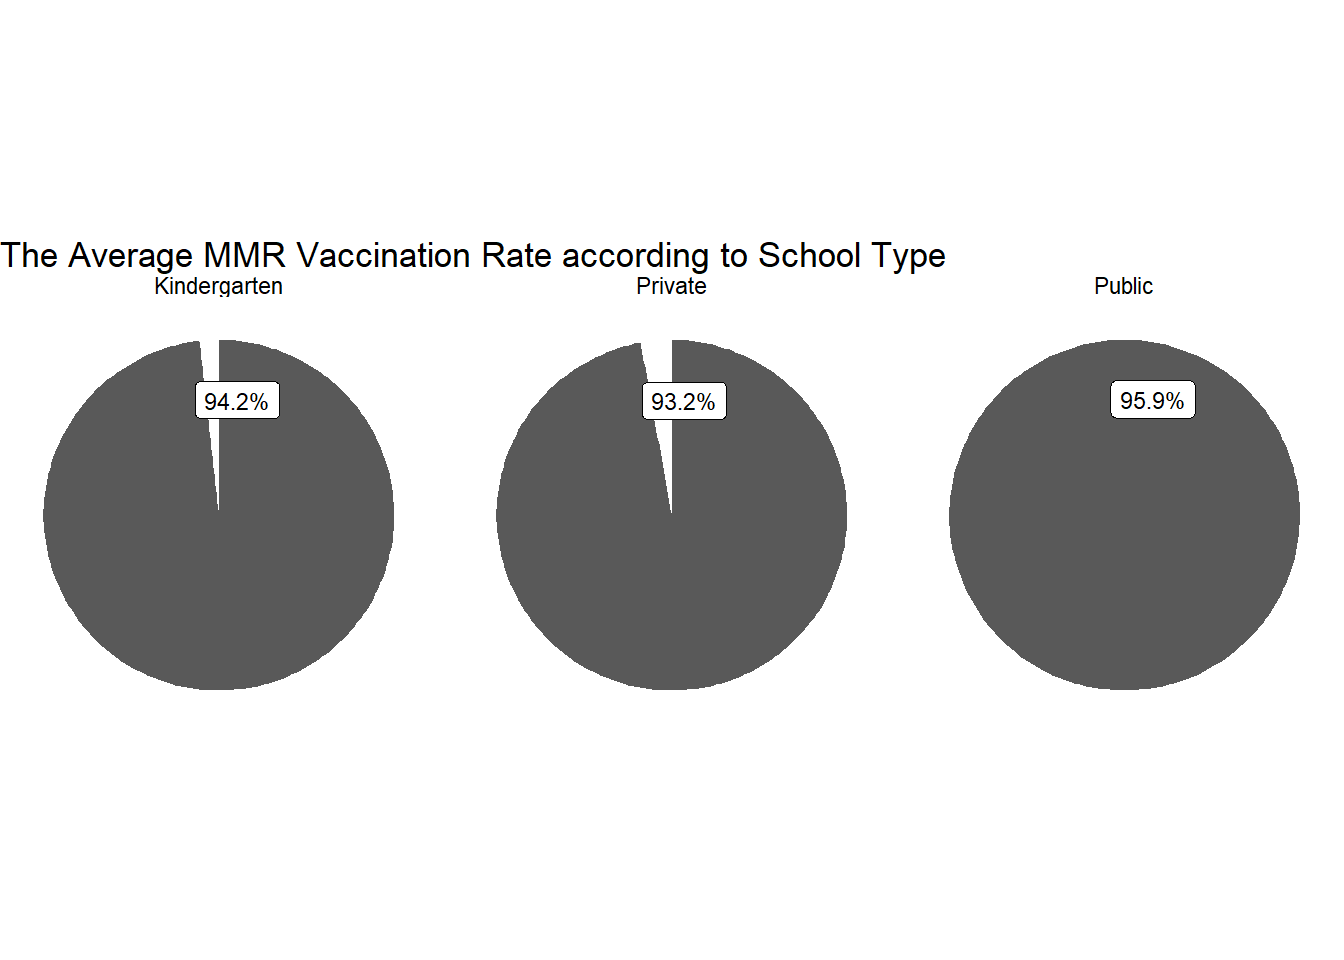 The Average MMR Vaccination Rate according to School Type
Kindergarten
Private
Public
94.2%
93.2%
95.9%